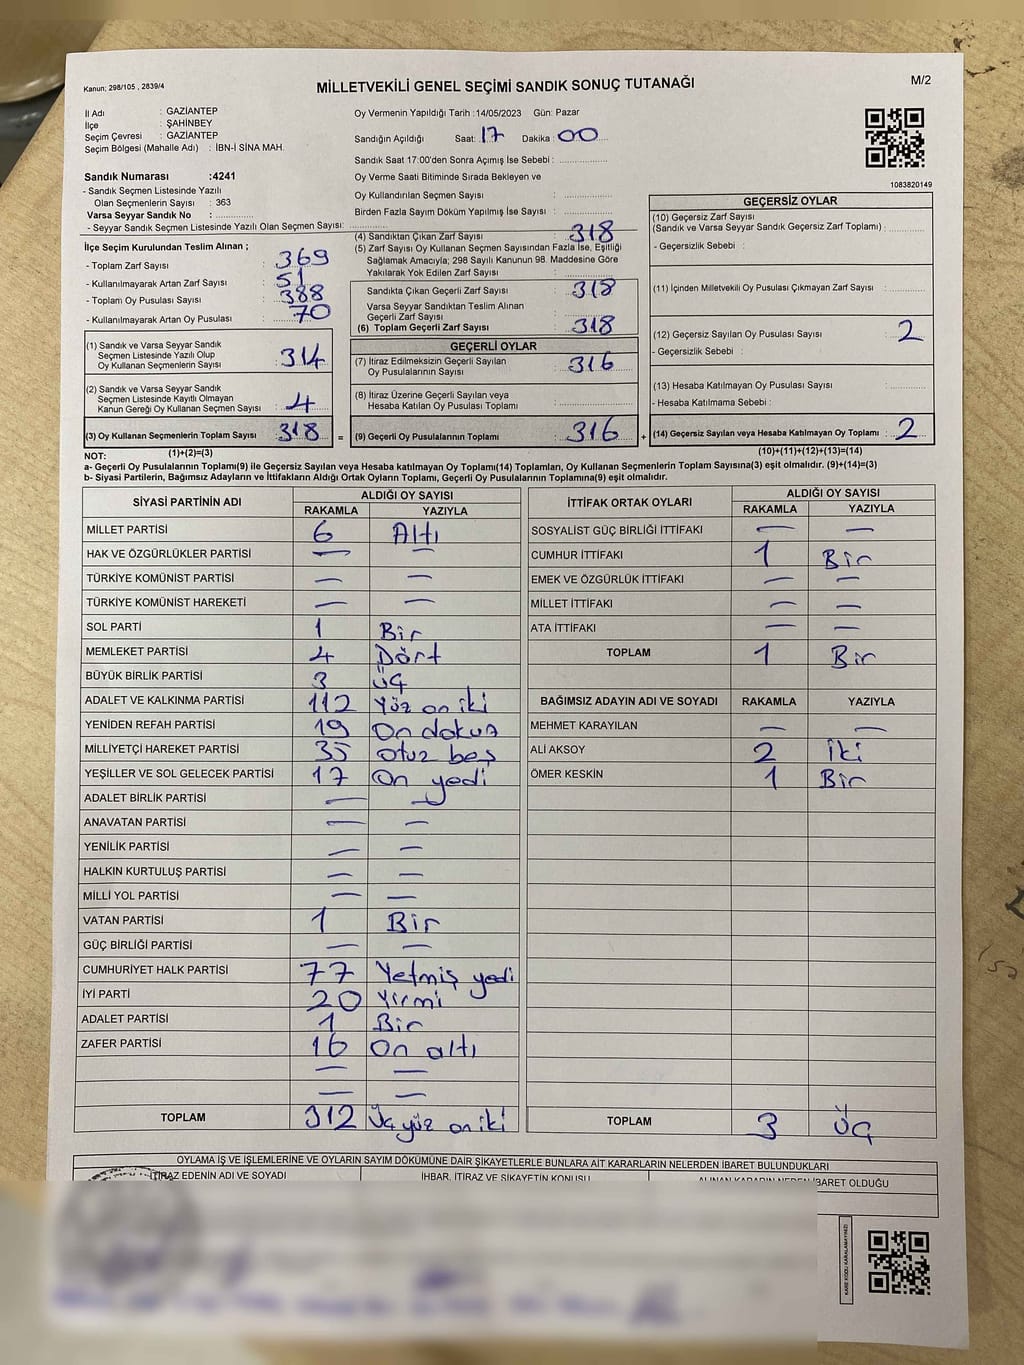 Kanun: 298/105 , 2839/4
MİLLETVEKİLİ GENEL SEÇİMİ SANDIK SONUÇ TUTANAĞI
M/2
İl Adı : GAZİANTEP
İlçe : ŞAHİNBEY
Seçim Çevresi : GAZİANTEP
Seçim Bölgesi (Mahalle Adı) : İBN-İ SİNA MAH.
Oy Vermenin Yapıldığı Tarih :14/05/2023 Gün: Pazar
Sandığın Açıldığı Saat: 17 Dakika: 00
Sandık Saat 17:00'den Sonra Açımış İse Sebebi :
Oy Verme Saati Bitiminde Sırada Bekleyen ve
Oy Kullandırılan Seçmen Sayısı :
Birden Fazla Sayım Döküm Yapılmış İse Sayısı :
1083820149
Sandık Numarası :4241
- Sandık Seçmen Listesinde Yazılı
Olan Seçmenlerin Sayısı : 363
Varsa Seyyar Sandık No :
- Seyyar Sandık Seçmen Listesinde Yazılı Olan Seçmen Sayısı:
İlçe Seçim Kurulundan Teslim Alınan ;
- Toplam Zarf Sayısı : 369
- Kullanılmayarak Artan Zarf Sayısı : 51
- Toplam Oy Pusulası Sayısı : 388
- Kullanılmayarak Artan Oy Pusulası : 70
(1) Sandık ve Varsa Seyyar Sandık
Seçmen Listesinde Yazılı Olup
Oy Kullanan Seçmenlerin Sayısı : 314
(2) Sandık ve Varsa Seyyar Sandık
Seçmen Listesinde Kayıtlı Olmayan
Kanun Gereği Oy Kullanan Seçmen Sayısı : 4
(3) Oy Kullanan Seçmenlerin Toplam Sayısı : 318 =
(1)+(2)=(3)
(4) Sandıktan Çıkan Zarf Sayısı : 318
(5) Zarf Sayısı Oy Kullanan Seçmen Sayısından Fazla İse, Eşitliği
Sağlamak Amacıyla; 298 Sayılı Kanunun 98. Maddesine Göre
Yakılarak Yok Edilen Zarf Sayısı :
Sandıkta Çıkan Geçerli Zarf Sayısı : 318
Varsa Seyyar Sandıktan Teslim Alınan
Geçerli Zarf Sayısı :
(6) Toplam Geçerli Zarf Sayısı : 318
GEÇERLİ OYLAR
(7) İtiraz Edilmeksizin Geçerli Sayılan
Oy Pusulalarının Sayısı : 316
(8) İtiraz Üzerine Geçerli Sayılan veya
Hesaba Katılan Oy Pusulası Toplamı :
(9) Geçerli Oy Pusulalarının Toplamı : 316 +
GEÇERSİZ OYLAR
(10) Geçersiz Zarf Sayısı
(Sandık ve Varsa Seyyar Sandık Geçersiz Zarf Toplamı) :
- Geçersizlik Sebebi :
(11) İçinden Milletvekili Oy Pusulası Çıkmayan Zarf Sayısı :
(12) Geçersiz Sayılan Oy Pusulası Sayısı : 2
- Geçersizlik Sebebi :
(13) Hesaba Katılmayan Oy Pusulası Sayısı :
- Hesaba Katılmama Sebebi :
(14) Geçersiz Sayılan veya Hesaba Katılmayan Oy Toplamı : 2
(10)+(11)+(12)+(13)=(14)
NOT:
a- Geçerli Oy Pusulalarının Toplamı(9) ile Geçersiz Sayılan veya Hesaba katılmayan Oy Toplamı(14) Toplamları, Oy Kullanan Seçmenlerin Toplam Sayısına(3) eşit olmalıdır. (9)+(14)=(3)
b- Siyasi Partilerin, Bağımsız Adayların ve İttifakların Aldığı Ortak Oyların Toplamı, Geçerli Oy Pusulalarının Toplamına(9) eşit olmalıdır.
SİYASİ PARTİNİN ADI ALDIĞI OY SAYISI
RAKAMLA YAZIYLA
MİLLET PARTİSİ 6 Altı
HAK VE ÖZGÜRLÜKLER PARTİSİ — —
TÜRKİYE KOMÜNİST PARTİSİ — —
TÜRKİYE KOMÜNİST HAREKETİ — —
SOL PARTİ 1 Bir
MEMLEKET PARTİSİ 4 Dört
BÜYÜK BİRLİK PARTİSİ 3 üç
ADALET VE KALKINMA PARTİSİ 112 Yüz on iki
YENİDEN REFAH PARTİSİ 19 On dokuz
MİLLİYETÇİ HAREKET PARTİSİ 35 otuz beş
YEŞİLLER VE SOL GELECEK PARTİSİ 17 On yedi
ADALET BİRLİK PARTİSİ — —
ANAVATAN PARTİSİ — —
YENİLİK PARTİSİ — —
HALKIN KURTULUŞ PARTİSİ — —
MİLLİ YOL PARTİSİ — —
VATAN PARTİSİ 1 Bir
GÜÇ BİRLİĞİ PARTİSİ — —
CUMHURİYET HALK PARTİSİ 77 Yetmiş yedi
İYİ PARTİ 20 Yirmi
ADALET PARTİSİ 1 Bir
ZAFER PARTİSİ 16 On altı
— —
— —
TOPLAM 312 Üç yüz on iki
İTTİFAK ORTAK OYLARI ALDIĞI OY SAYISI
RAKAMLA YAZIYLA
SOSYALİST GÜÇ BİRLİĞİ İTTİFAKI — —
CUMHUR İTTİFAKI 1 Bir
EMEK VE ÖZGÜRLÜK İTTİFAKI — —
MİLLET İTTİFAKI — —
ATA İTTİFAKI — —
TOPLAM 1 Bir
BAĞIMSIZ ADAYIN ADI VE SOYADI RAKAMLA YAZIYLA
MEHMET KARAYILAN — —
ALİ AKSOY 2 İki
ÖMER KESKİN 1 Bir
TOPLAM 3 Üç
OYLAMA İŞ VE İŞLEMLERİNE VE OYLARIN SAYIM DÖKÜMÜNE DAİR ŞİKAYETLERLE BUNLARA AİT KARARLARIN NELERDEN İBARET BULUNDUKLARI
İTİRAZ EDENİN ADI VE SOYADI İHBAR, İTİRAZ VE ŞİKAYETİN KONUSU ALINAN KARARIN NEDEN İBARET OLDUĞU
KARE KODU KARALAMAYINIZ!